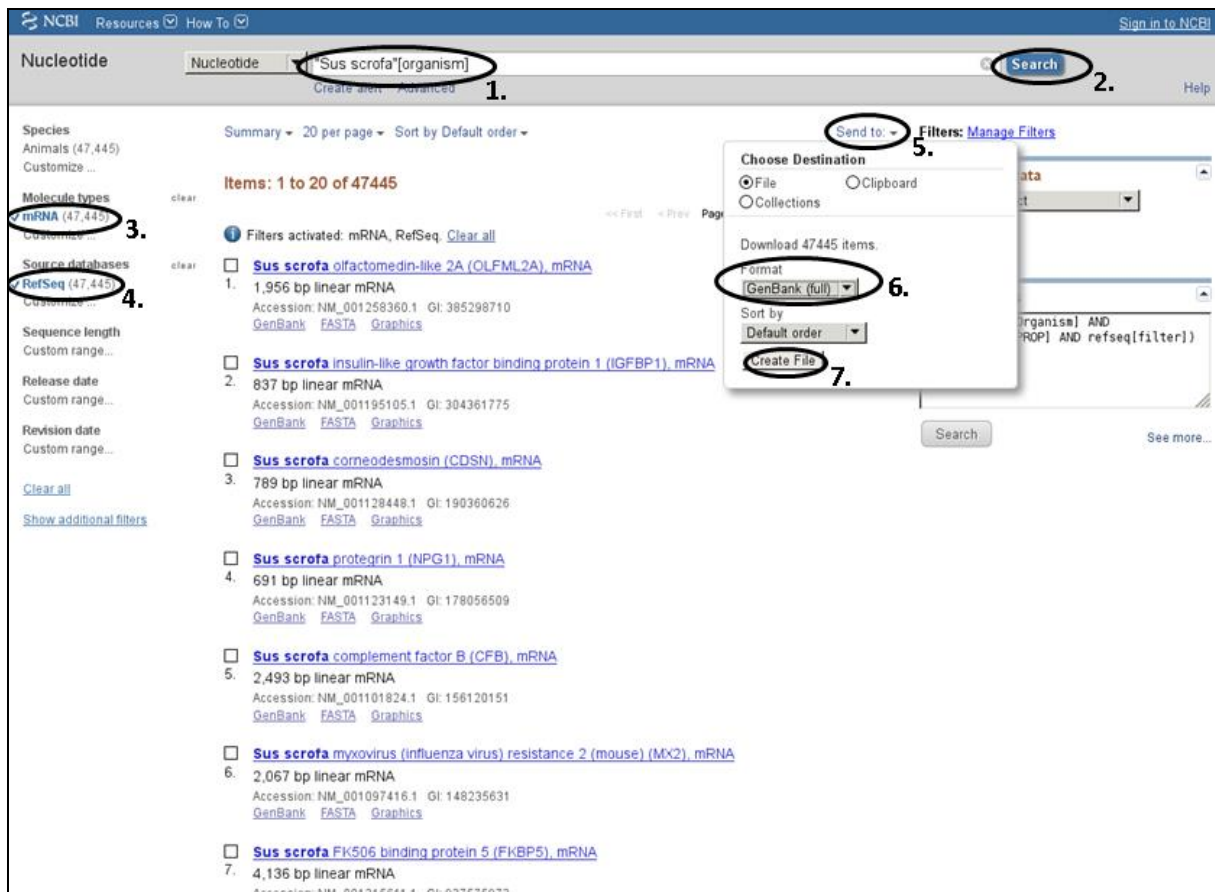 NCBI Resources How To Sign in to NCBI
Nucleotide Nucleotide "Sus scrofa"[organism] Search
1. 2.
Create alert Advanced Help
Species
Animals (47,445)
Customize ...
Molecule types clear
mRNA (47,445) 3.
Customize ...
Source databases clear
RefSeq (47,445) 4.
Customize ...
Sequence length
Custom range...
Release date
Custom range...
Revision date
Custom range...
Clear all
Show additional filters
Summary 20 per page Sort by Default order Send to: 5. Filters: Manage Filters
Items: 1 to 20 of 47445
<< First < Prev Page
Filters activated: mRNA, RefSeq. Clear all
Sus scrofa olfactomedin-like 2A (OLFML2A), mRNA
1. 1,956 bp linear mRNA
Accession: NM_001258360.1 GI: 385298710
GenBank FASTA Graphics
Sus scrofa insulin-like growth factor binding protein 1 (IGFBP1), mRNA
2. 837 bp linear mRNA
Accession: NM_001195105.1 GI: 304361775
GenBank FASTA Graphics
Sus scrofa corneodesmosin (CDSN), mRNA
3. 789 bp linear mRNA
Accession: NM_001128448.1 GI: 190360626
GenBank FASTA Graphics
Sus scrofa protegrin 1 (NPG1), mRNA
4. 691 bp linear mRNA
Accession: NM_001123149.1 GI: 178056509
GenBank FASTA Graphics
Sus scrofa complement factor B (CFB), mRNA
5. 2,493 bp linear mRNA
Accession: NM_001101824.1 GI: 156120151
GenBank FASTA Graphics
Sus scrofa myxovirus (influenza virus) resistance 2 (mouse) (MX2), mRNA
6. 2,067 bp linear mRNA
Accession: NM_001097416.1 GI: 148235631
GenBank FASTA Graphics
Sus scrofa FK506 binding protein 5 (FKBP5), mRNA
7. 4,136 bp linear mRNA
Choose Destination
File Clipboard
Collections
Download 47445 items.
Format
GenBank (full) 6.
Sort by
Default order
Create File 7.
ata
ct
Organism] AND
PROP] AND refseq[filter])
Search See more...